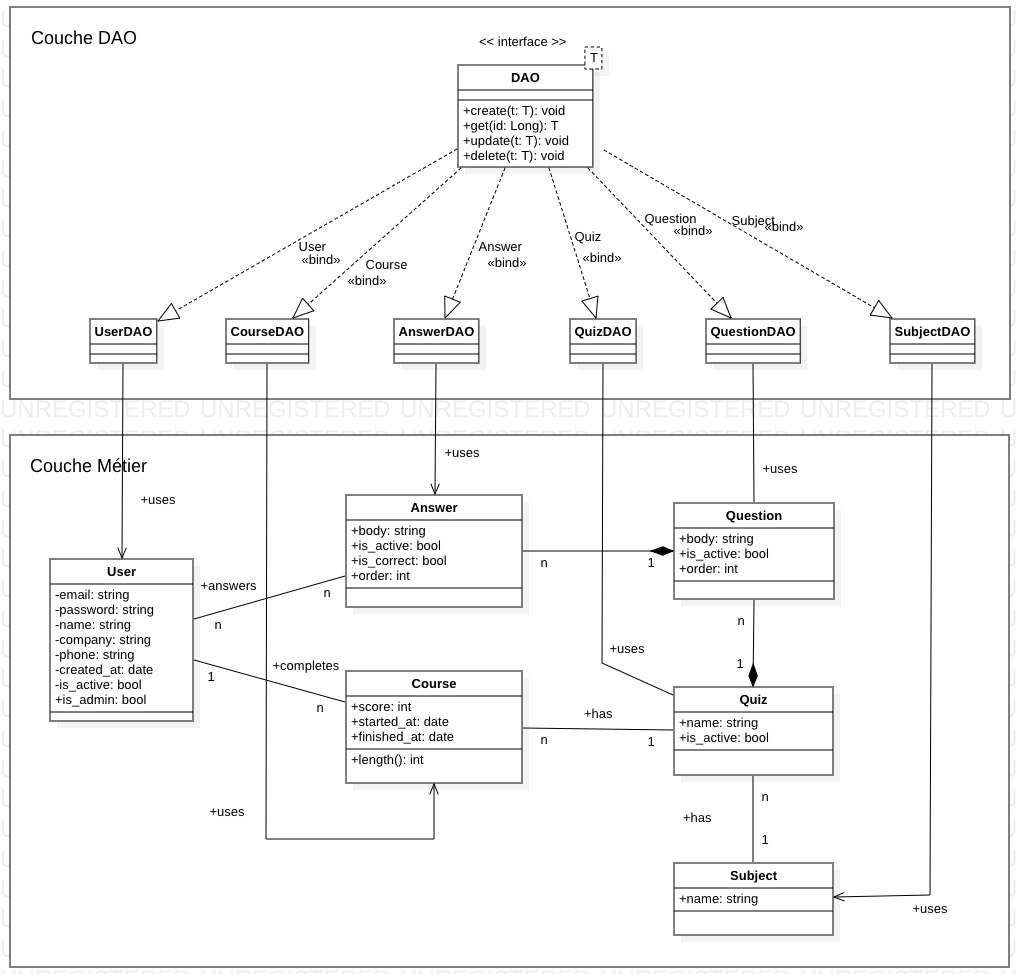 Couche DAO
<< interface >>
T
DAO
+create(t: T): void
+get(id: Long): T
+update(t: T): void
+delete(t: T): void
User
«bind»
Course
«bind»
Answer
«bind»
Quiz
«bind»
Question
«bind»
Subject
«bind»
UserDAO
CourseDAO
AnswerDAO
QuizDAO
QuestionDAO
SubjectDAO
UNREGISTERED UNREGISTERED UNREGISTERED UNREGISTERED UNREGISTERED
Couche Métier
+uses
+uses
+uses
Answer
+body: string
+is_active: bool
+is_correct: bool
+order: int
Question
+body: string
+is_active: bool
+order: int
n
1
User
-email: string
-password: string
-name: string
-company: string
-phone: string
-created_at: date
-is_active: bool
+is_admin: bool
+answers
n
n
n
1
+uses
+completes
1
n
Course
+score: int
+started_at: date
+finished_at: date
+length(): int
+has
n
1
Quiz
+name: string
+is_active: bool
n
+has
1
+uses
Subject
+name: string
+uses